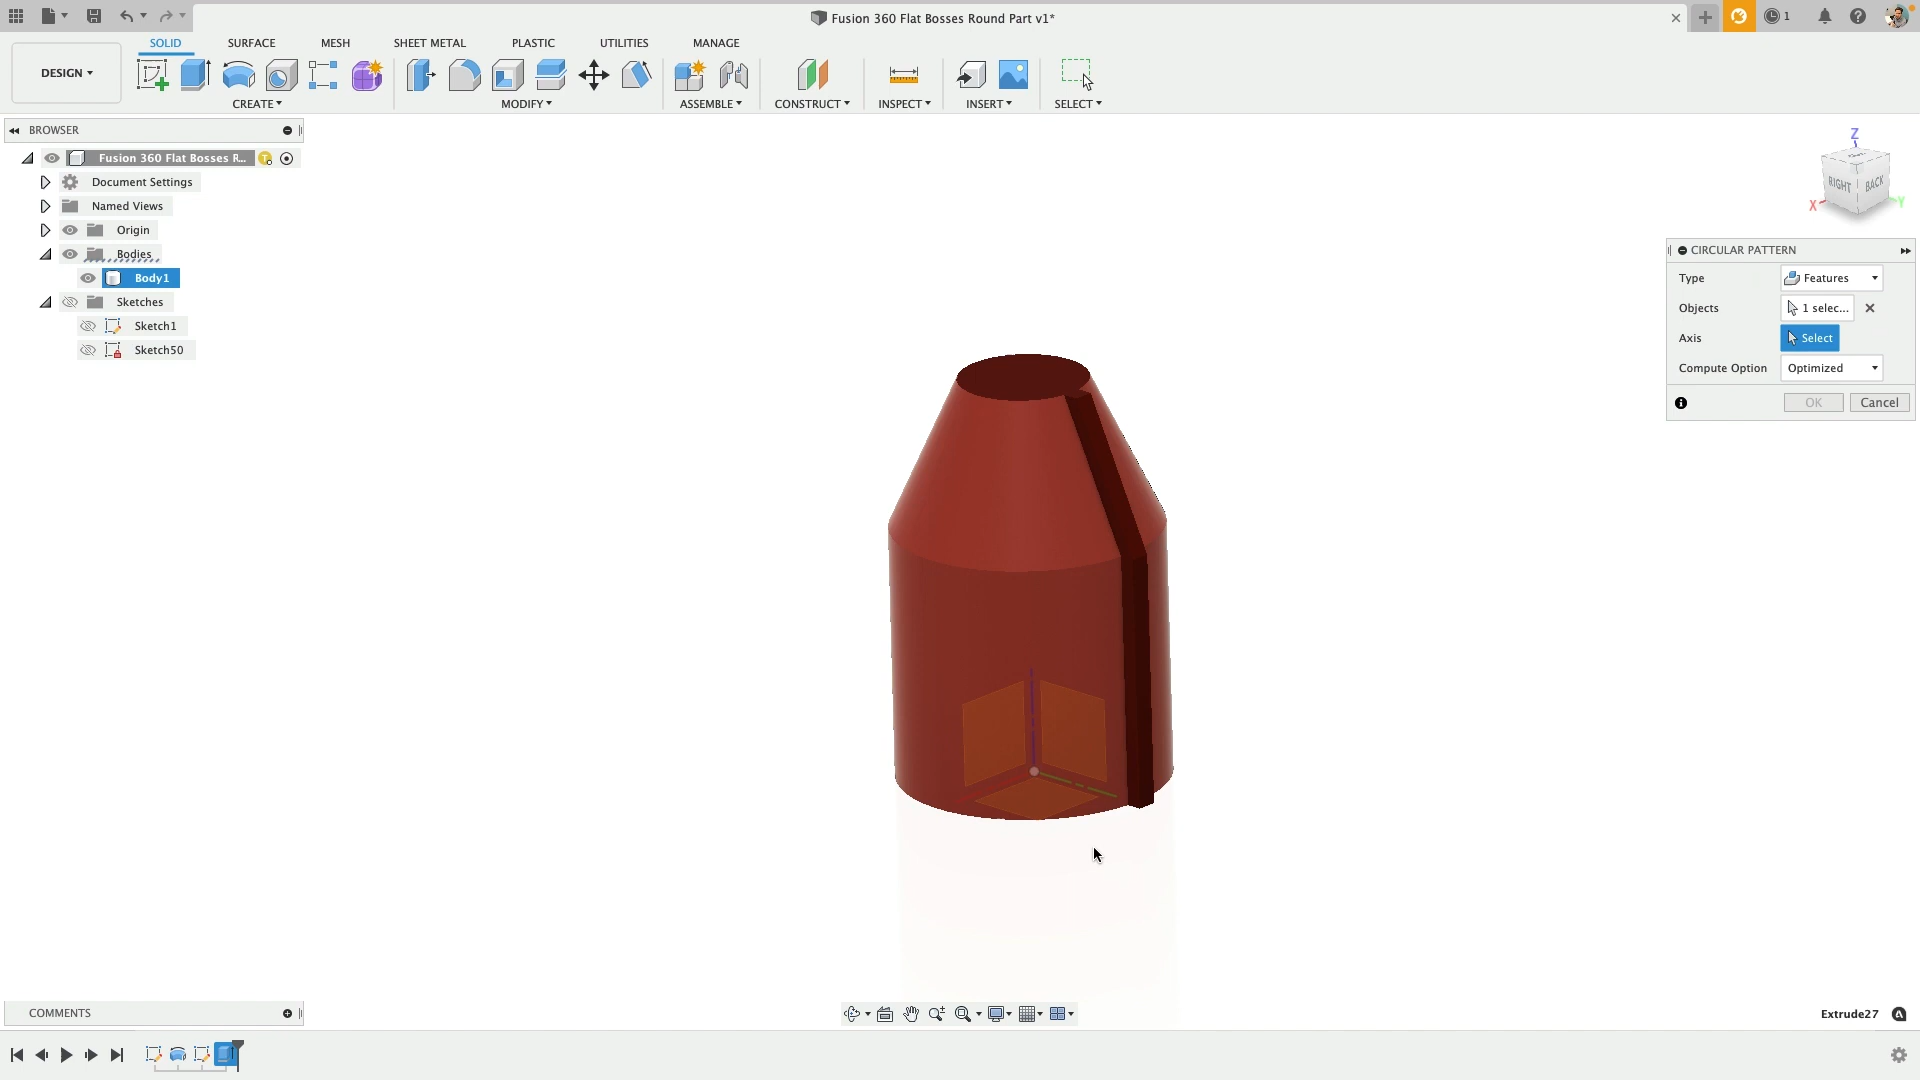 Fusion 360 Flat Bosses Round Part v1*
1
DESIGN
SOLID
SURFACE
MESH
SHEET METAL
PLASTIC
UTILITIES
MANAGE
CREATE
MODIFY
ASSEMBLE
CONSTRUCT
INSPECT
INSERT
SELECT
BROWSER
Fusion 360 Flat Bosses R...
Document Settings
Named Views
Origin
Bodies
Body1
Sketches
Sketch1
Sketch50
Z
RIGHT
BACK
X
Y
CIRCULAR PATTERN
Type
Features
Objects
1 selec...
Axis
Select
Compute Option
Optimized
OK
Cancel
COMMENTS
Extrude27